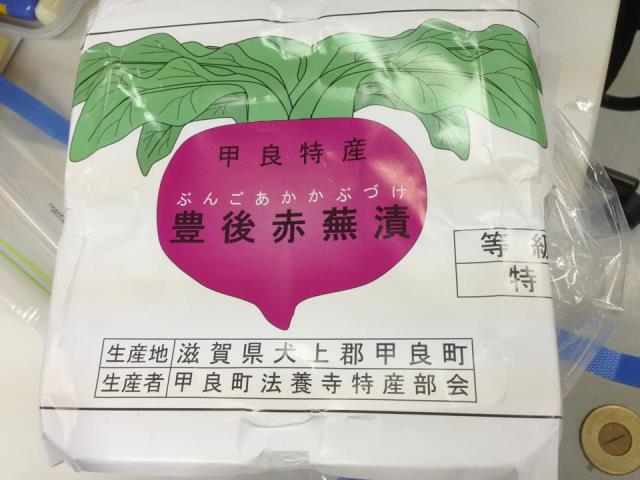 甲良特産
ぶんごあかかぶづけ
豊後赤蕪漬
等級
特
生産地 滋賀県犬上郡甲良町
生産者 甲良町法養寺特産部会